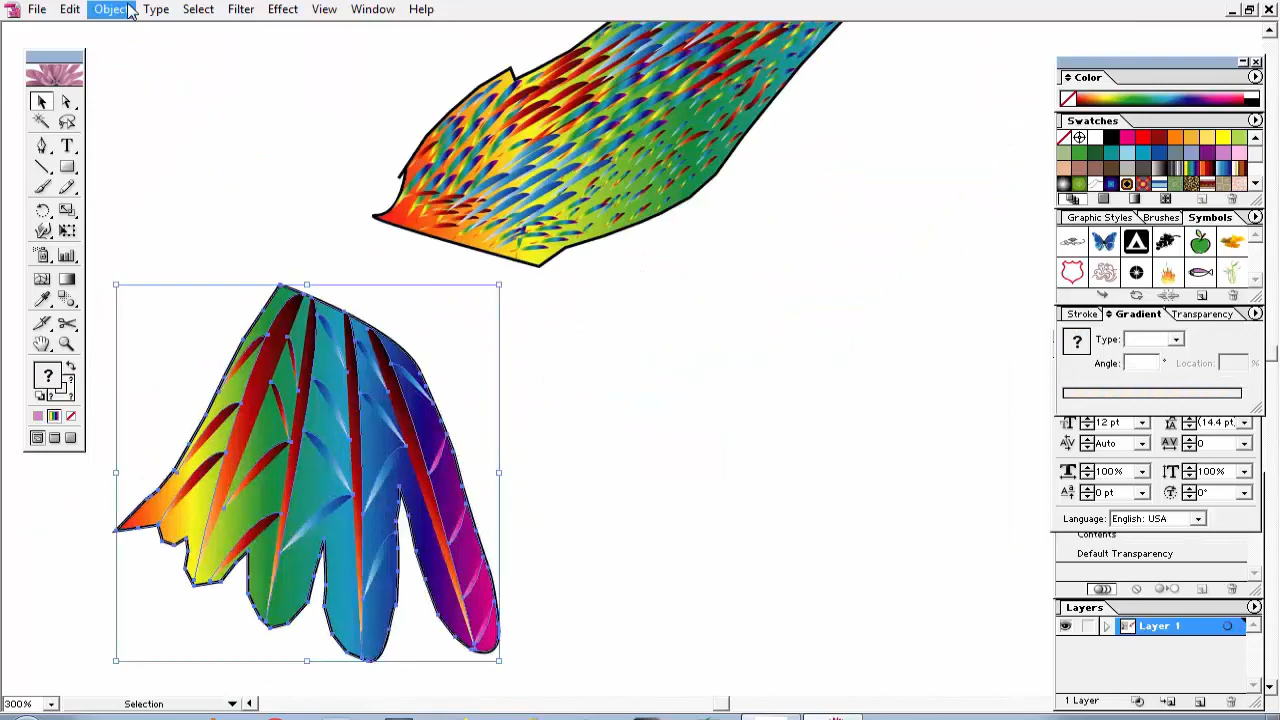 File Edit Object Type Select Filter Effect View Window Help
Color
Swatches
Graphic Styles Brushes Symbols
Stroke Gradient Transparency
? Type:
Angle: ° Location: %
12 pt (14.4 pt)
Auto 0
100% 100%
0 pt 0°
Language: English: USA
Contents
Default Transparency
Layers
Layer 1
1 Layer
T
?
300% Selection